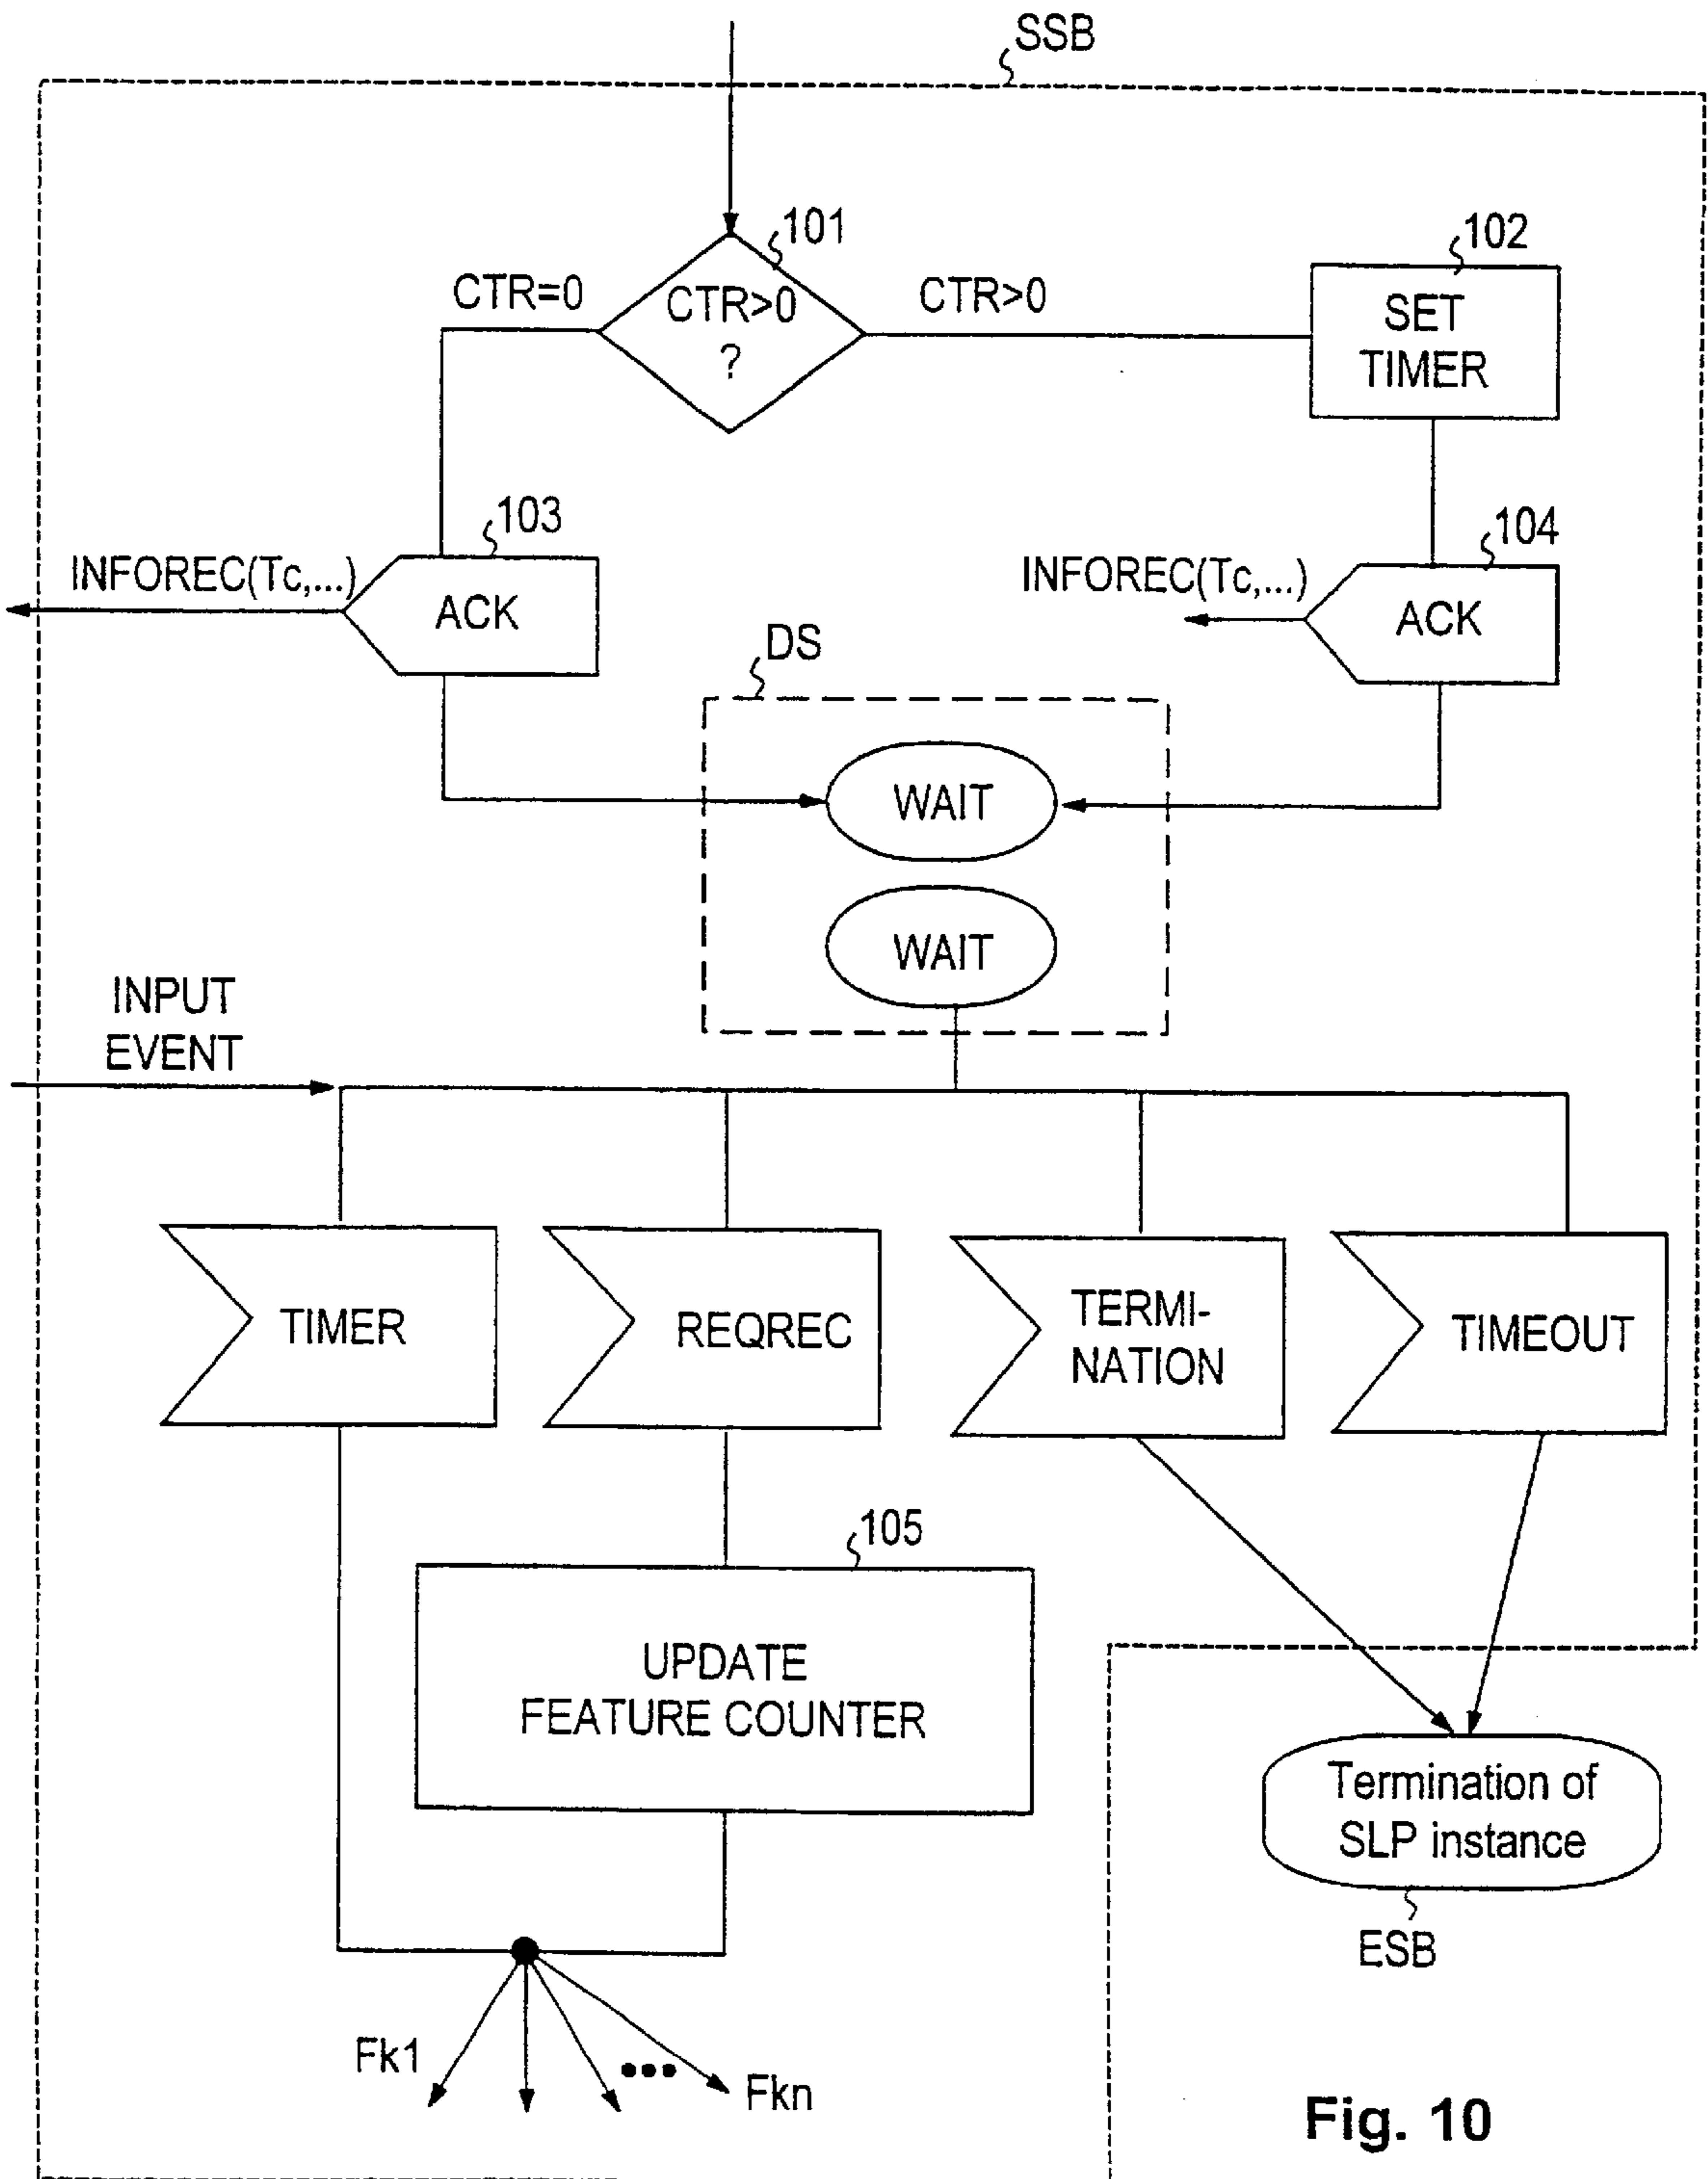 SSB
101
102
CTR=0
CTR>0
?
CTR>0
SET
TIMER
103
104
INFOREC(Tc,...)
ACK
INFOREC(Tc,...)
ACK
DS
WAIT
WAIT
INPUT
EVENT
TIMER
REQREC
TERMI-
NATION
TIMEOUT
105
UPDATE
FEATURE COUNTER
Termination of
SLP instance
ESB
Fk1
•••
Fkn
Fig. 10